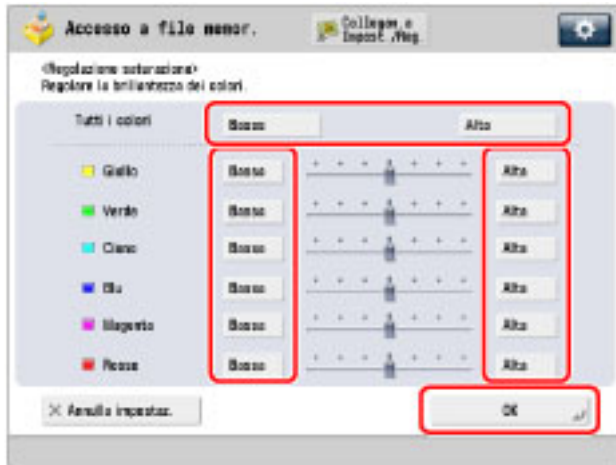 Accesso a file memor.
Collegam.a
Impost./Reg.
<Regolazione saturazione>
Regolare la brillantezza dei colori.
Tutti i colori Basso Alto
Giallo Basso Alto
Verde Basso Alto
Ciano Basso Alto
Blu Basso Alto
Magenta Basso Alto
Rosso Basso Alto
× Annulla impostaz. OK